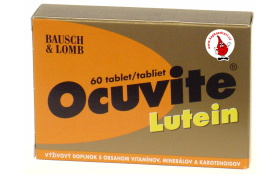 BAUSCH
& LOMB
60 tablet/tabliet
Ocuvite®
Lutein
VÝŽIVOVÝ DOPLNOK S OBSAHOM VITAMÍNOV, MINERÁLOV A KAROTENOIDOV